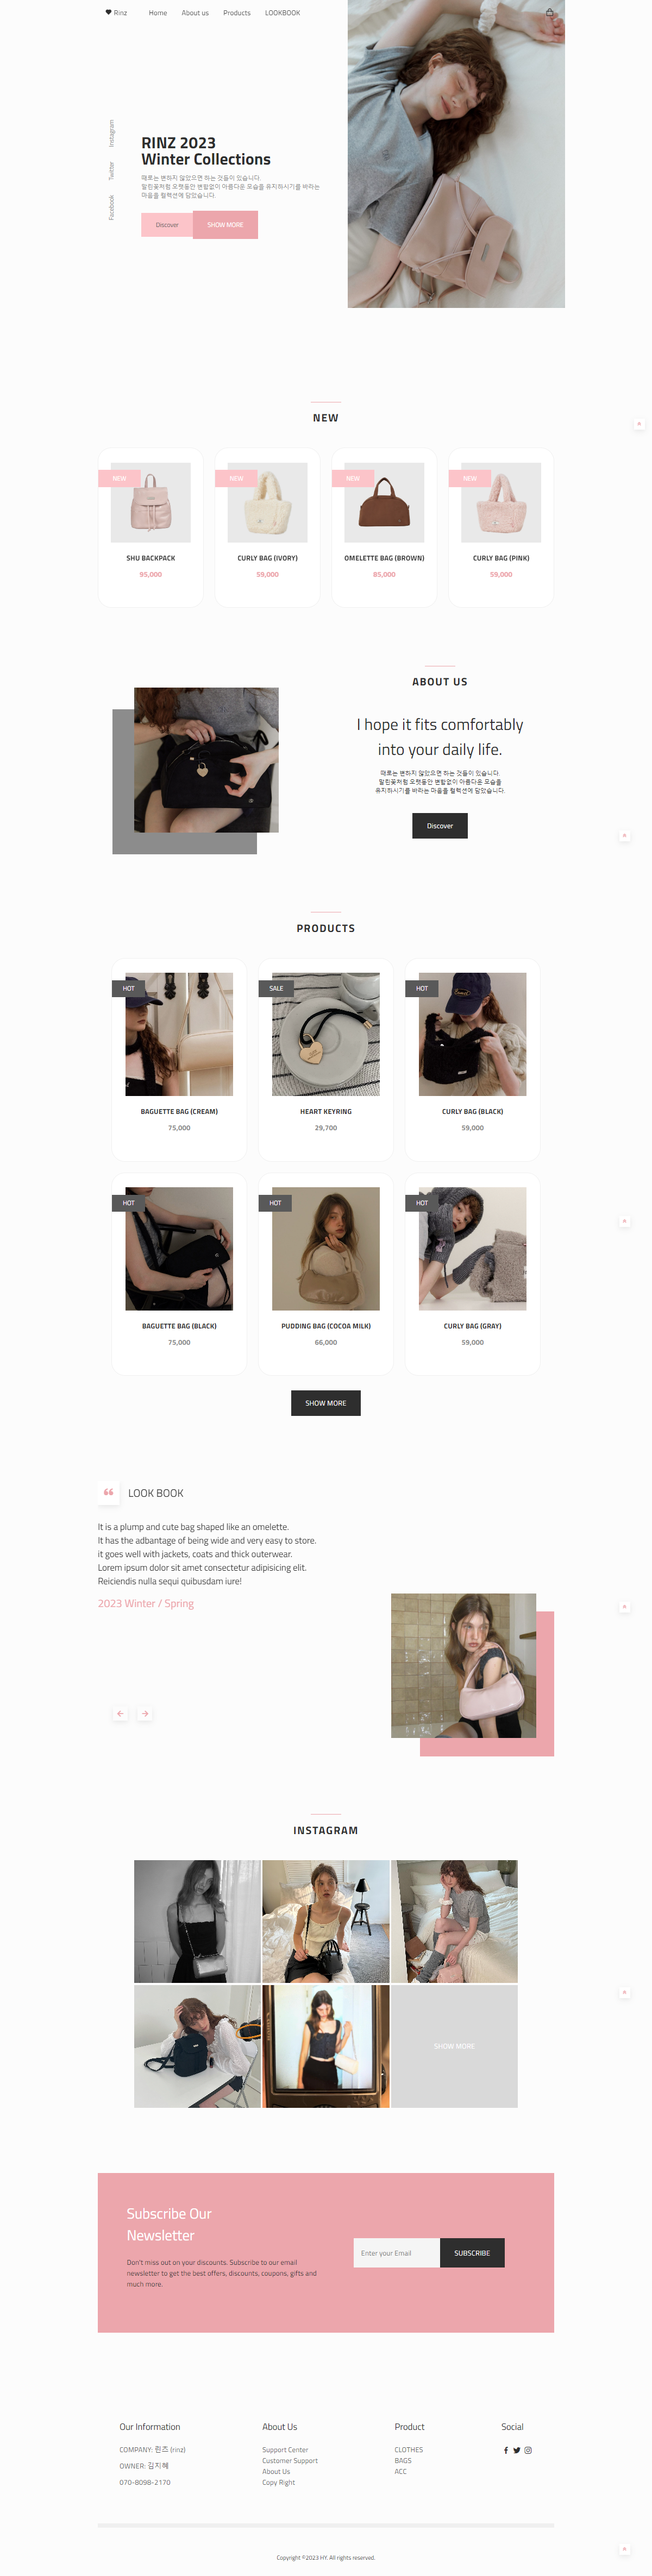 Rinz
Home
About us
Products
LOOKBOOK
Instagram
Twitter
Facebook
RINZ 2023
Winter Collections
때로는 변하지 않았으면 하는 것들이 있습니다.
말린꽃처럼 오랫동안 변함없이 아름다운 모습을 유지하시기를 바라는
마음을 컬렉션에 담았습니다.
Discover
SHOW MORE
NEW
NEW
NEW
NEW
NEW
SHU BACKPACK
CURLY BAG (IVORY)
OMELETTE BAG (BROWN)
CURLY BAG (PINK)
95,000
59,000
85,000
59,000
ABOUT US
I hope it fits comfortably
into your daily life.
때로는 변하지 않았으면 하는 것들이 있습니다.
말린꽃처럼 오랫동안 변함없이 아름다운 모습을
유지하시기를 바라는 마음을 컬렉션에 담았습니다.
Discover
PRODUCTS
HOT
SALE
HOT
BAGUETTE BAG (CREAM)
HEART KEYRING
CURLY BAG (BLACK)
75,000
29,700
59,000
HOT
HOT
HOT
BAGUETTE BAG (BLACK)
PUDDING BAG (COCOA MILK)
CURLY BAG (GRAY)
75,000
66,000
59,000
SHOW MORE
LOOK BOOK
It is a plump and cute bag shaped like an omelette.
It has the adbantage of being wide and very easy to store.
it goes well with jackets, coats and thick outerwear.
Lorem ipsum dolor sit amet consectetur adipisicing elit.
Reiciendis nulla sequi quibusdam iure!
2023 Winter / Spring
INSTAGRAM
SHOW MORE
Subscribe Our
Newsletter
Don't miss out on your discounts. Subscribe to our email
newsletter to get the best offers, discounts, coupons, gifts and
much more.
Enter your Email
SUBSCRIBE
Our Information
COMPANY: 린즈 (rinz)
OWNER: 김지혜
070-8098-2170
About Us
Support Center
Customer Support
About Us
Copy Right
Product
CLOTHES
BAGS
ACC
Social
Copyright ©2023 HY. All rights reserved.